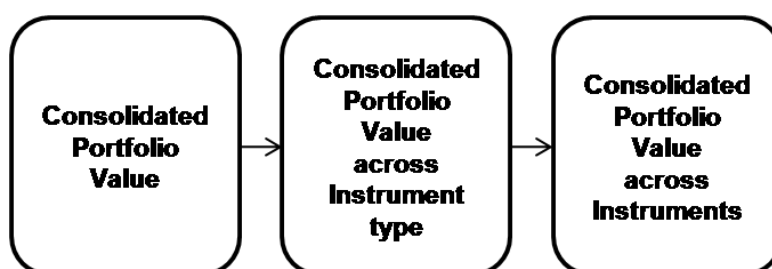 Consolidated
Portfolio
Value
Consolidated
Portfolio
Value
across
Instrument
type
Consolidated
Portfolio
Value
across
Instruments